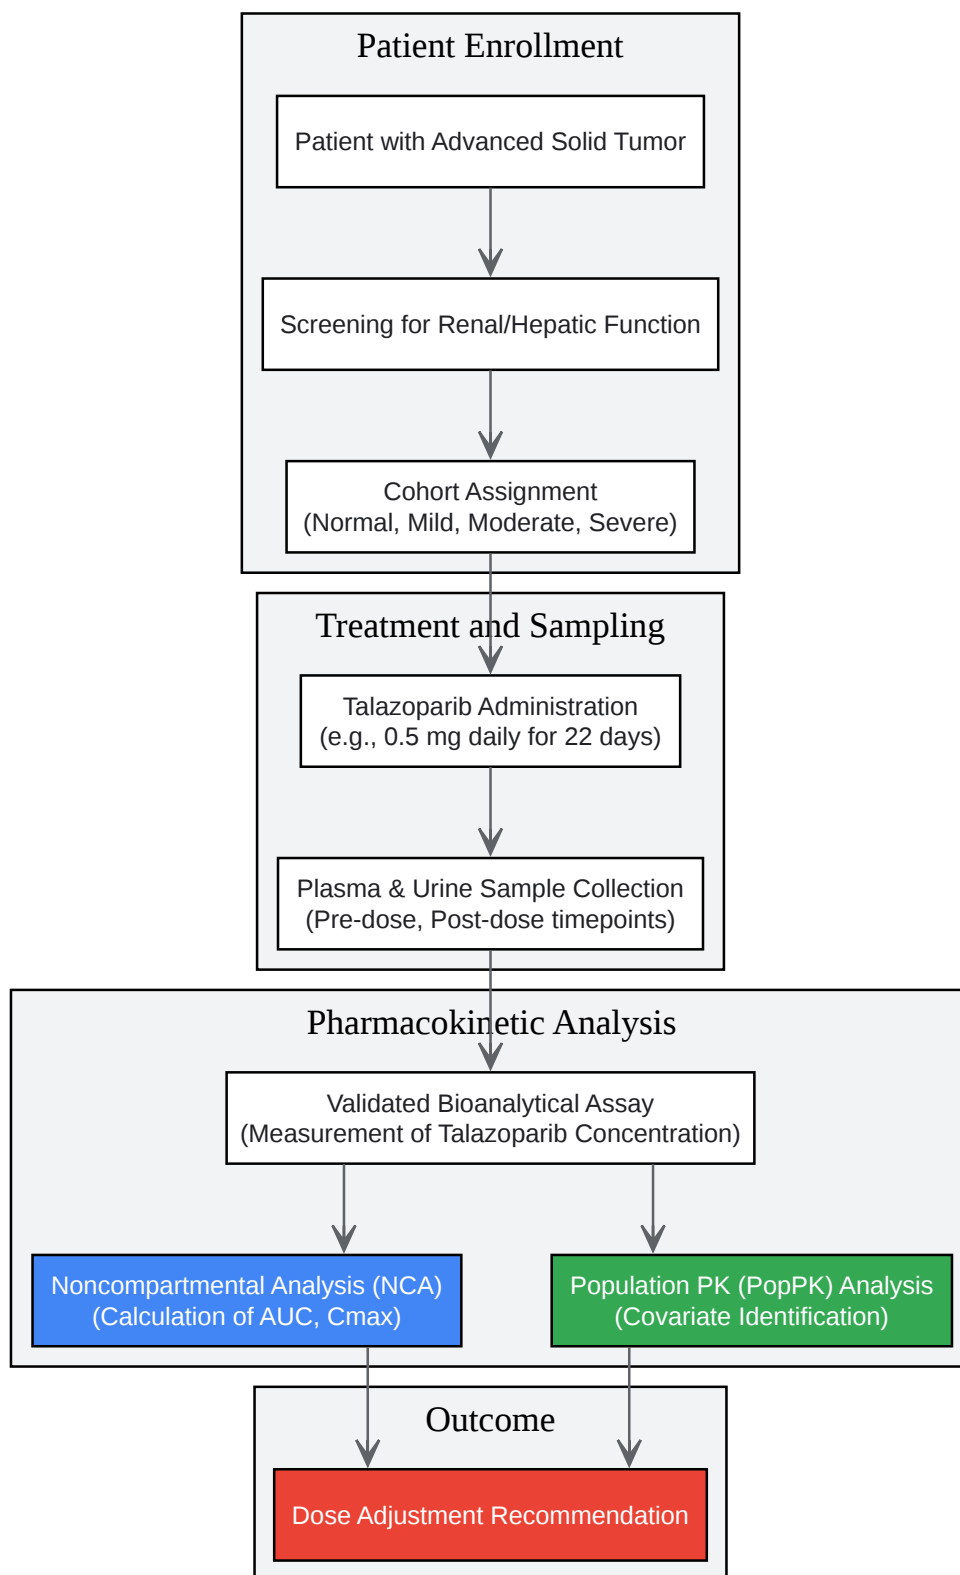 Patient Enrollment
Patient with Advanced Solid Tumor
Screening for Renal/Hepatic Function
Cohort Assignment
(Normal, Mild, Moderate, Severe)
Treatment and Sampling
Talazoparib Administration
(e.g., 0.5 mg daily for 22 days)
Plasma & Urine Sample Collection
(Pre-dose, Post-dose timepoints)
Pharmacokinetic Analysis
Validated Bioanalytical Assay
(Measurement of Talazoparib Concentration)
Noncompartmental Analysis (NCA)
(Calculation of AUC, Cmax)
Population PK (PopPK) Analysis
(Covariate Identification)
Outcome
Dose Adjustment Recommendation